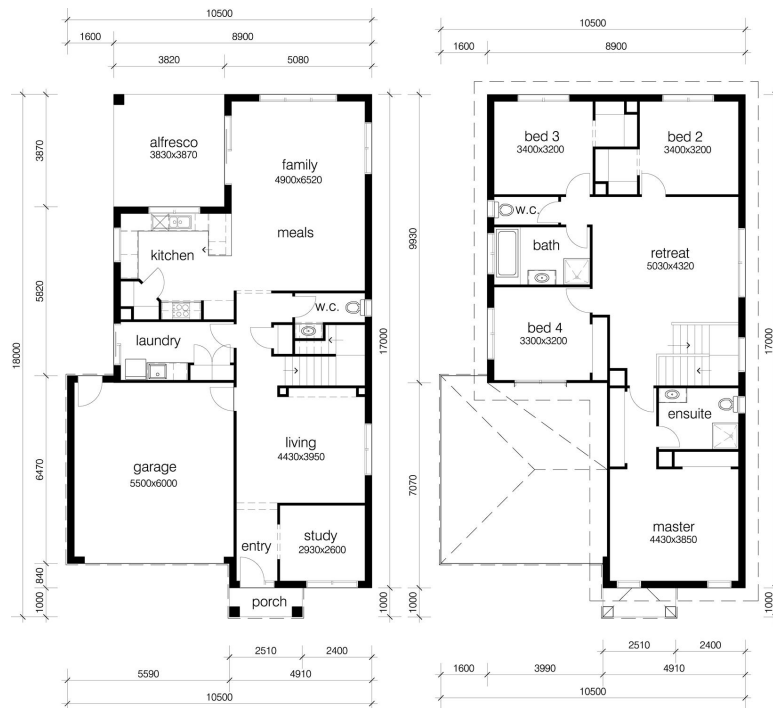 10500
1600
8900
3820
5080
3870
5820
18000
6470
840
1000
17000
1000
alfresco
3830x3870
family
4900x6520
meals
kitchen
w.c.
laundry
living
4430x3950
garage
5500x6000
study
2930x2600
entry
porch
2510
2400
5590
4910
10500
10500
1600
8900
9930
7070
1000
17000
1000
bed 3
3400x3200
bed 2
3400x3200
w.c.
bath
retreat
5030x4320
bed 4
3300x3200
ensuite
master
4430x3850
2510
2400
1600
3990
4910
10500